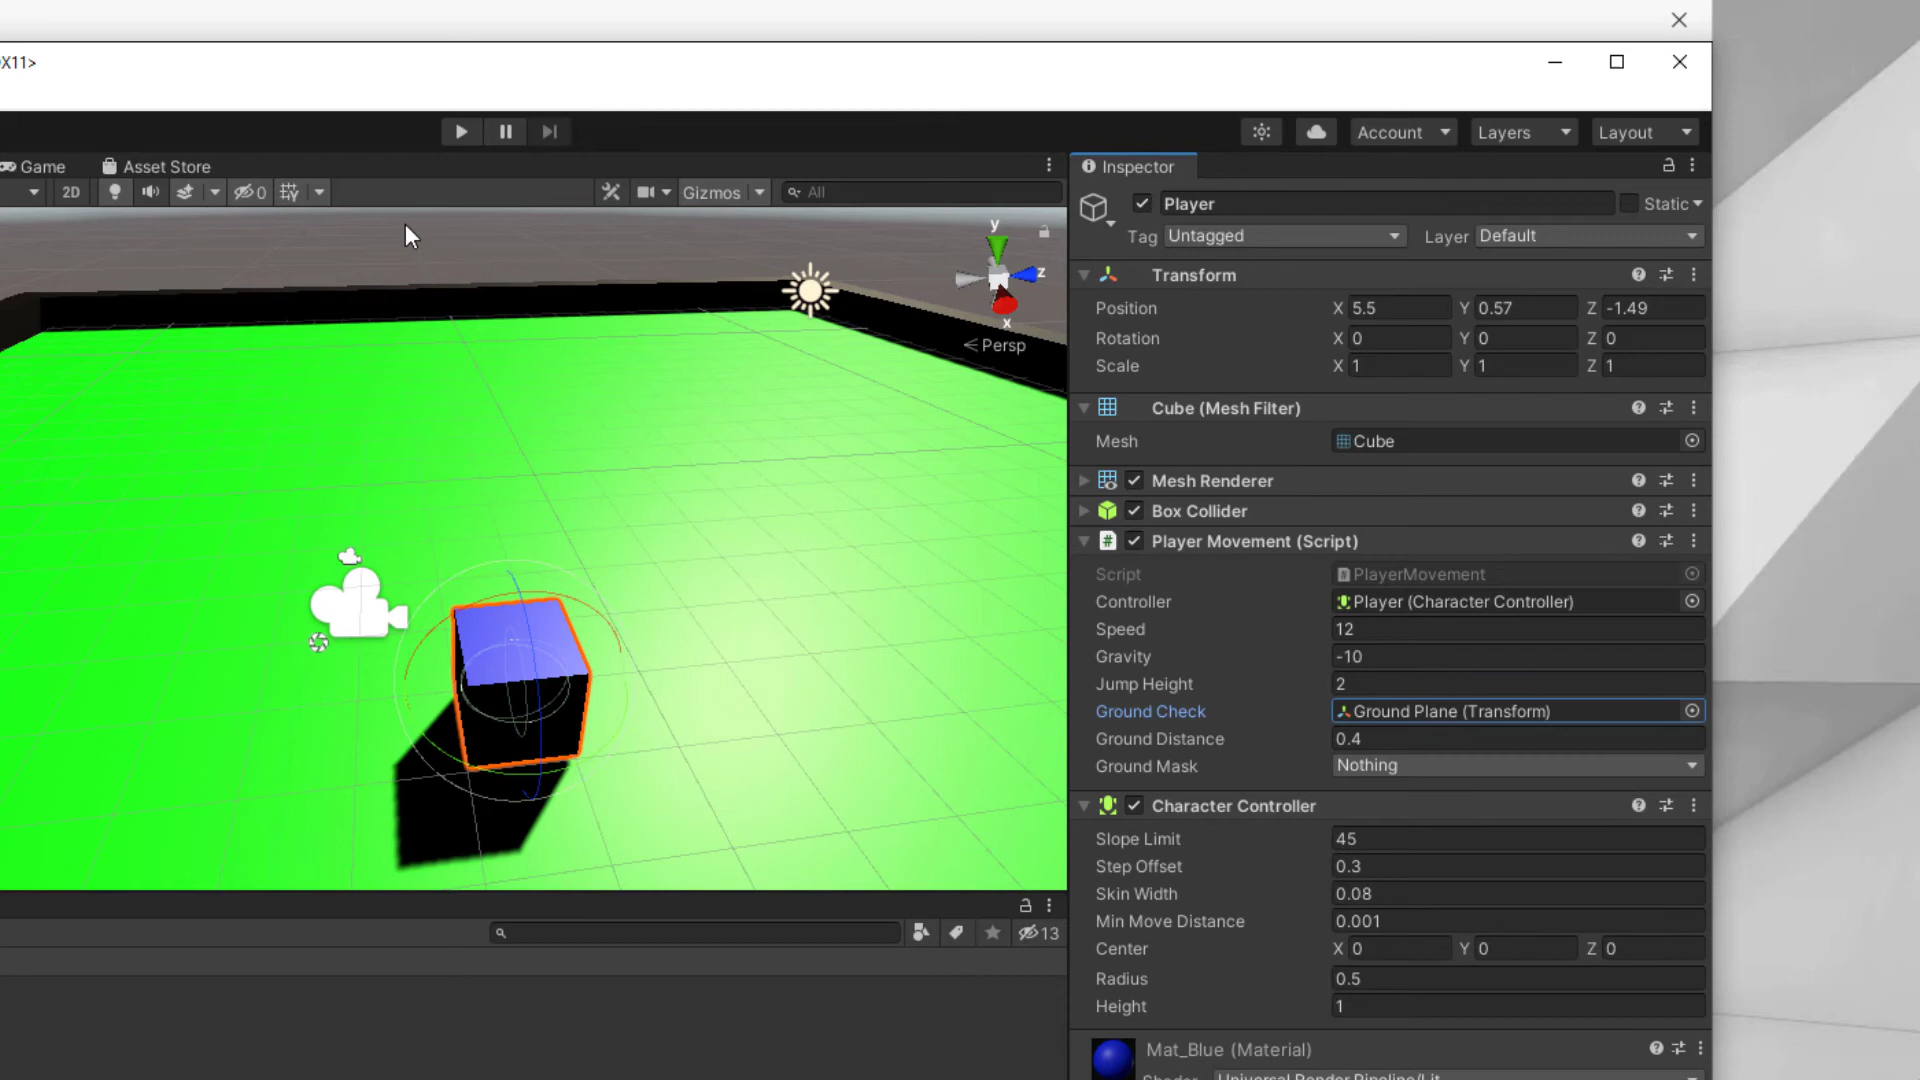 X11>
Account
Layers
Layout
Game
Asset Store
Inspector
2D
0
Gizmos
All
Player
Static
Tag Untagged
Layer Default
y
z
x
Persp
Transform
Position X 5.5 Y 0.57 Z -1.49
Rotation X 0 Y 0 Z 0
Scale X 1 Y 1 Z 1
Cube (Mesh Filter)
Mesh Cube
Mesh Renderer
Box Collider
# Player Movement (Script)
Script PlayerMovement
Controller Player (Character Controller)
Speed 12
Gravity -10
Jump Height 2
Ground Check Ground Plane (Transform)
Ground Distance 0.4
Ground Mask Nothing
Character Controller
Slope Limit 45
Step Offset 0.3
Skin Width 0.08
Min Move Distance 0.001
Center X 0 Y 0 Z 0
Radius 0.5
Height 1
13
Mat_Blue (Material)
Shader Universal Render Pipeline/Lit